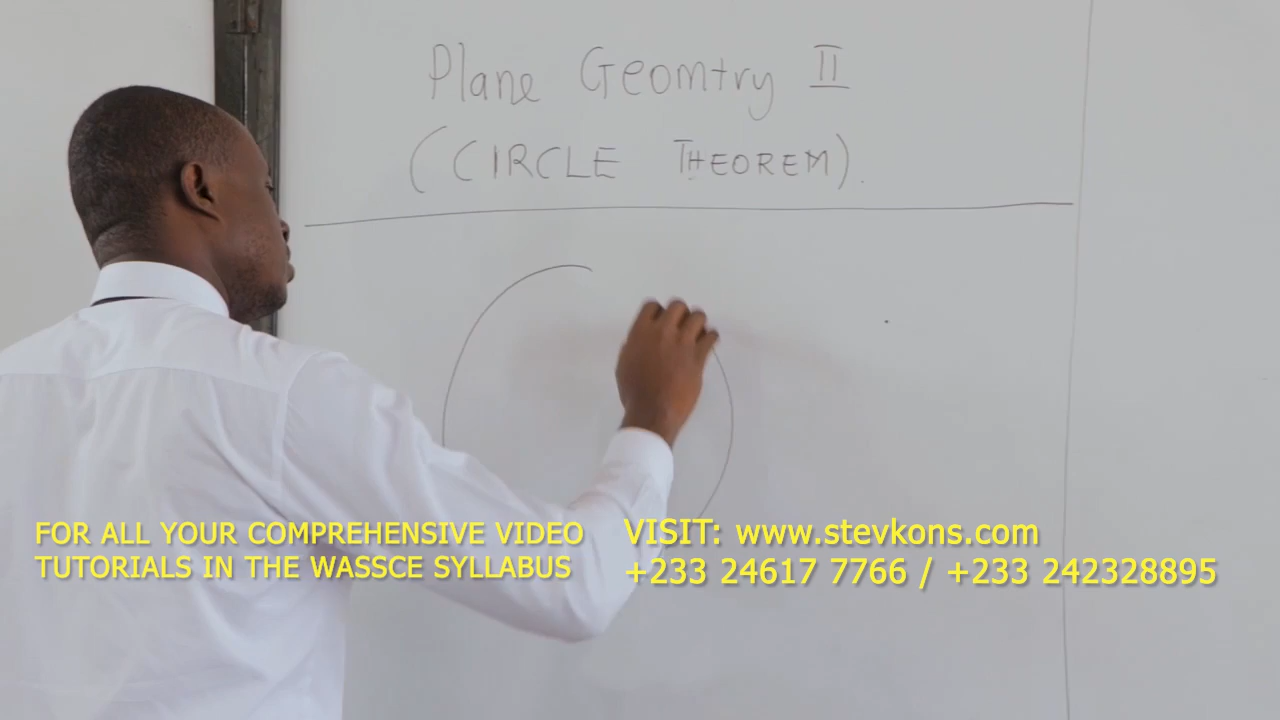 Plane Geomtry II
(CIRCLE THEOREM).
FOR ALL YOUR COMPREHENSIVE VIDEO
TUTORIALS IN THE WASSCE SYLLABUS
VISIT: www.stevkons.com
+233 24617 7766 / +233 242328895